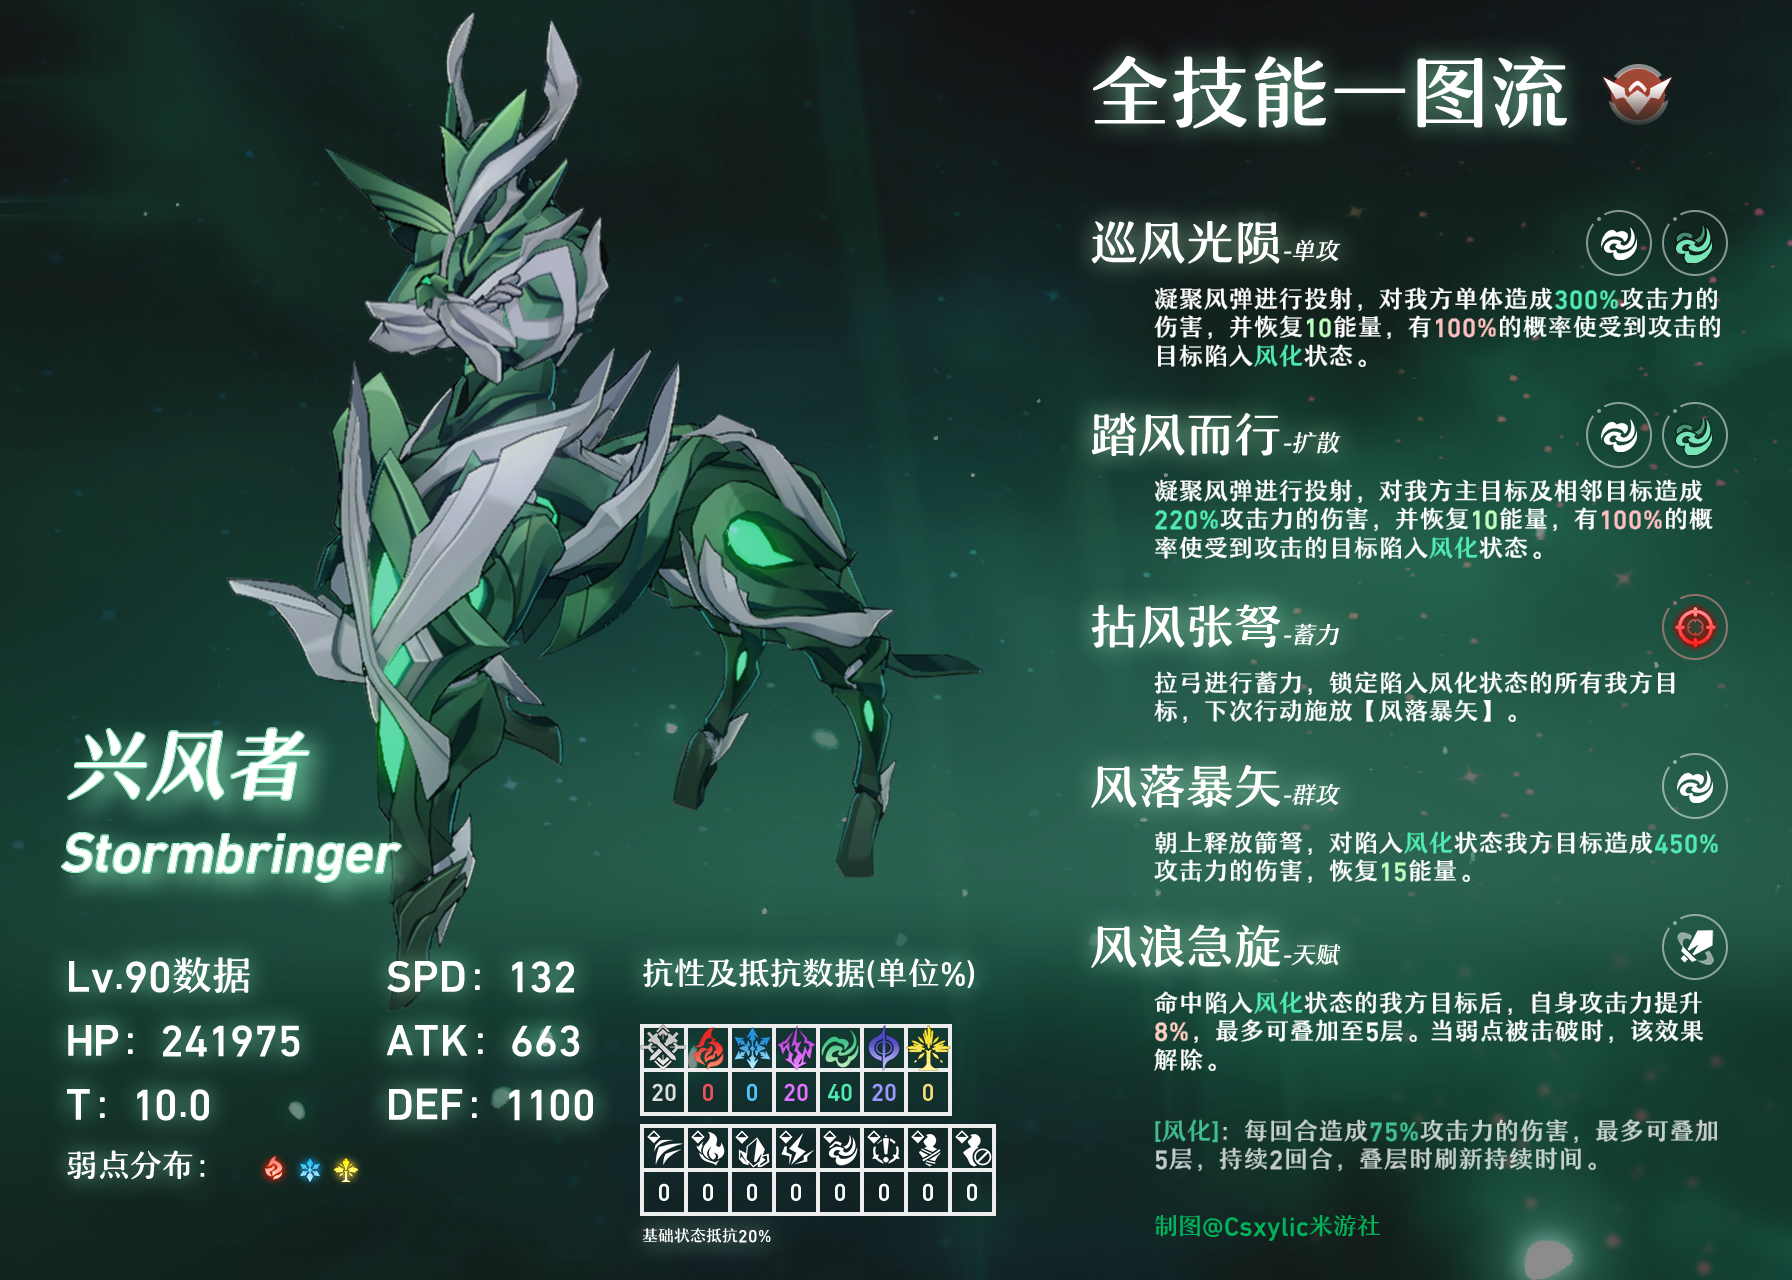 全技能一图流
巡风光陨-单攻
凝聚风弹进行投射，对我方单体造成300%攻击力的
伤害，并恢复10能量，有100%的概率使受到攻击的
目标陷入风化状态。
踏风而行-扩散
凝聚风弹进行投射，对我方主目标及相邻目标造成
220%攻击力的伤害，并恢复10能量，有100%的概
率使受到攻击的目标陷入风化状态。
拈风张弩-蓄力
拉弓进行蓄力，锁定陷入风化状态的所有我方目
标，下次行动施放【风落暴矢】。
风落暴矢-群攻
朝上释放箭弩，对陷入风化状态我方目标造成450%
攻击力的伤害，恢复15能量。
风浪急旋-天赋
命中陷入风化状态的我方目标后，自身攻击力提升
8%，最多可叠加至5层。当弱点被击破时，该效果
解除。
[风化]：每回合造成75%攻击力的伤害，最多可叠加
5层，持续2回合，叠层时刷新持续时间。
制图@Csxylic米游社
兴风者
Stormbringer
Lv.90数据 SPD：132
HP：241975 ATK：663
T：10.0 DEF：1100
弱点分布：
抗性及抵抗数据(单位%)
20 0 0 20 40 20 0
0 0 0 0 0 0 0 0
基础状态抵抗20%